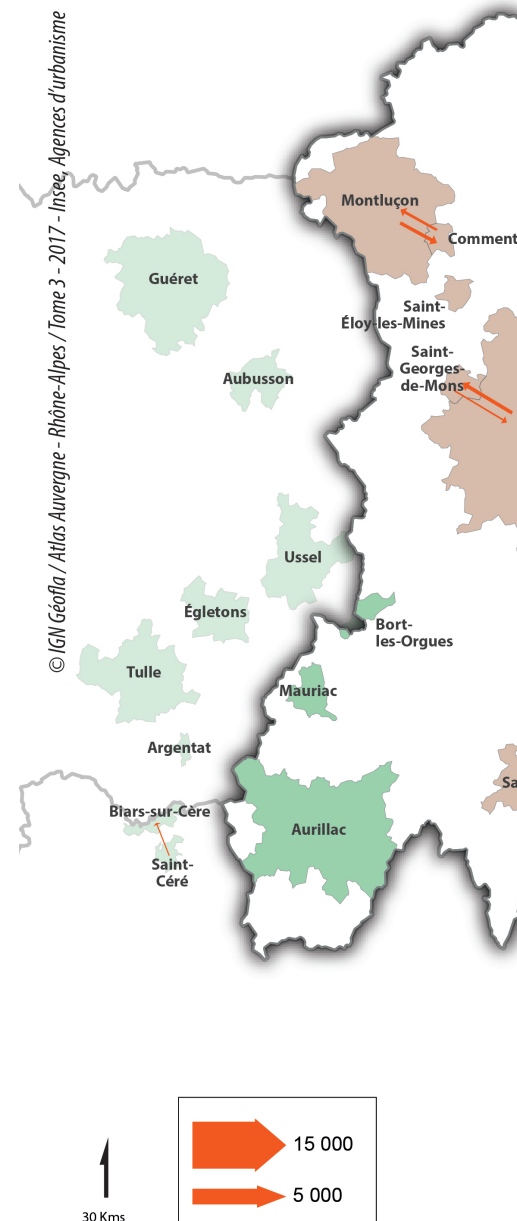 © IGN Géofla / Atlas Auvergne - Rhône-Alpes / Tome 3 - 2017 - Insee, Agences d'urbanisme
Montluçon
Comment
Guéret
Saint-
Éloy-les-Mines
Saint-
Georges-
de-Mons
Aubusson
Ussel
Égletons
Bort-
les-Orgues
Tulle
Mauriac
Argentat
Sa
Biars-sur-Cère
Aurillac
Saint-
Céré
15 000
5 000
30 Kms